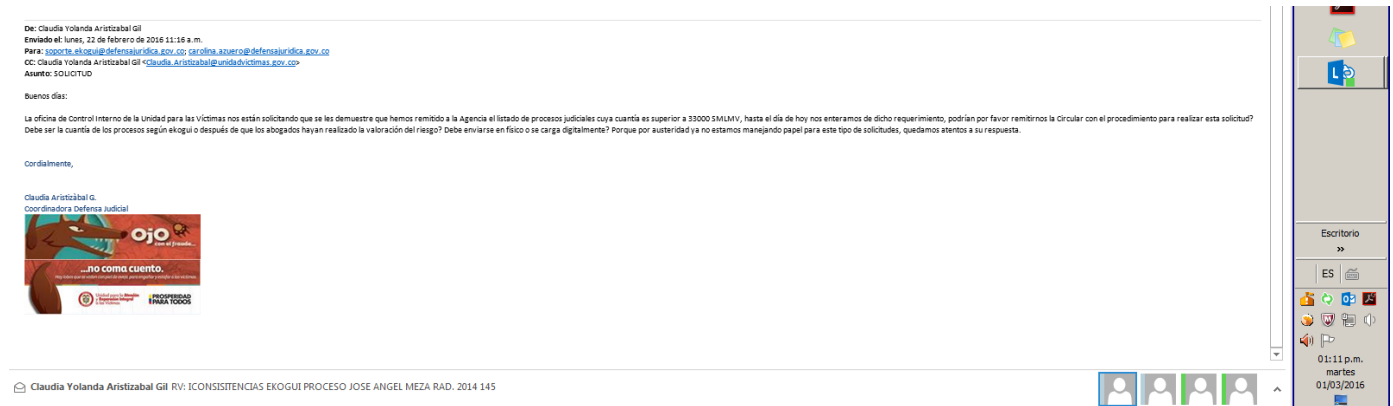 De: Claudia Yolanda Aristizabal Gil
Enviado el: lunes, 22 de febrero de 2016 11:16 a.m.
Para: soporte.ekogui@defensajuridica.gov.co; carolina.azuero@defensajuridica.gov.co
CC: Claudia Yolanda Aristizabal Gil <Claudia.Aristizabal@unidadvictimas.gov.co>
Asunto: SOLICITUD
Buenos días:
La oficina de Control Interno de la Unidad para las Víctimas nos están solicitando que se les demuestre que hemos remitido a la Agencia el listado de procesos judiciales cuya cuantía es superior a 33000 SMLMV, hasta el día de hoy nos enteramos de dicho requerimiento, podrían por favor remitirnos la Circular con el procedimiento para realizar esta solicitud?
Debe ser la cuantía de los procesos según ekogui o después de que los abogados hayan realizado la valoración del riesgo? Debe enviarse en físico o se carga digitalmente? Porque por austeridad ya no estamos manejando papel para este tipo de solicitudes, quedamos atentos a su respuesta.
Cordialmente,
Claudia Aristizàbal G.
Coordinadora Defensa Judicial
ojo
con el fraude...
...no coma cuento.
PROSPERIDAD
PARA TODOS
Claudia Yolanda Aristizabal Gil RV: ICONSISITENCIAS EKOGUI PROCESO JOSE ANGEL MEZA RAD. 2014 145
Escritorio
»
ES
01:11 p.m.
martes
01/03/2016